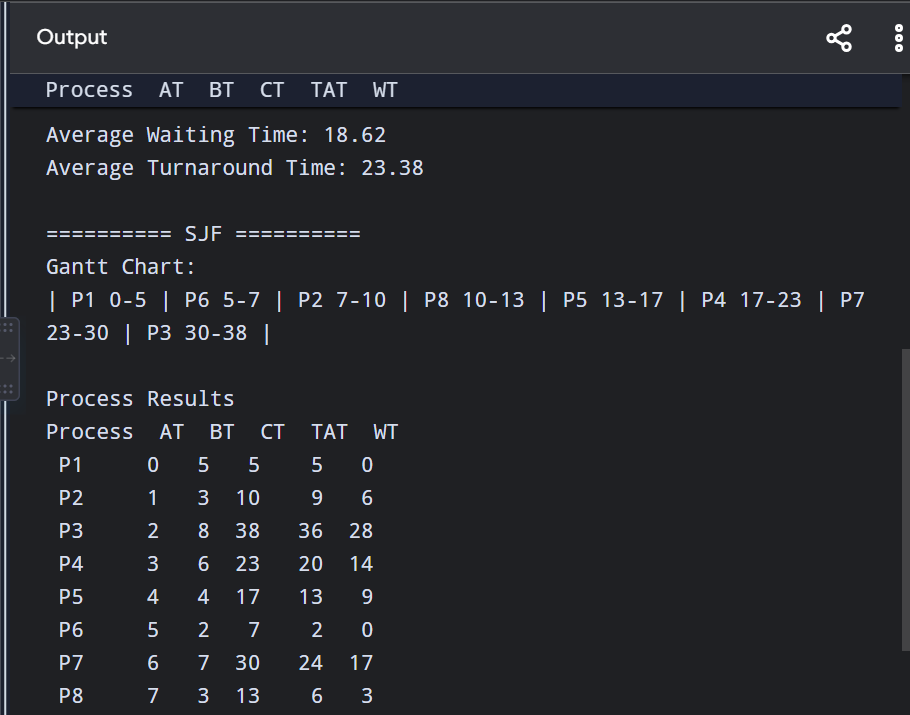 Output
Process AT BT CT TAT WT
Average Waiting Time: 18.62
Average Turnaround Time: 23.38
========== SJF ==========
Gantt Chart:
| P1 0-5 | P6 5-7 | P2 7-10 | P8 10-13 | P5 13-17 | P4 17-23 | P7
23-30 | P3 30-38 |
Process Results
Process AT BT CT TAT WT
P1 0 5 5 5 0
P2 1 3 10 9 6
P3 2 8 38 36 28
P4 3 6 23 20 14
P5 4 4 17 13 9
P6 5 2 7 2 0
P7 6 7 30 24 17
P8 7 3 13 6 3